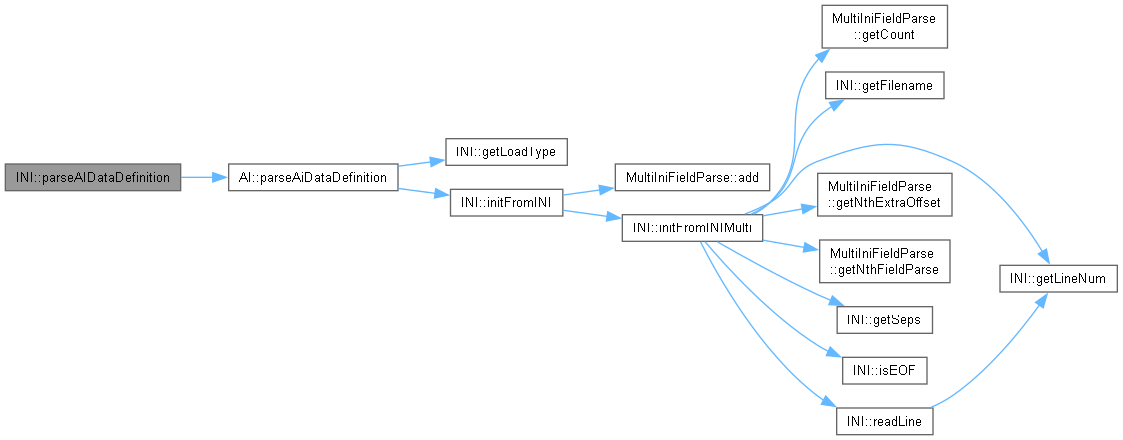 INI::parseAIDataDefinition
AI::parseAiDataDefinition
INI::getLoadType
INI::initFromINI
MultiIniFieldParse::add
INI::initFromINIMulti
MultiIniFieldParse
::getCount
INI::getFilename
MultiIniFieldParse
::getNthExtraOffset
MultiIniFieldParse
::getNthFieldParse
INI::getSeps
INI::isEOF
INI::readLine
INI::getLineNum